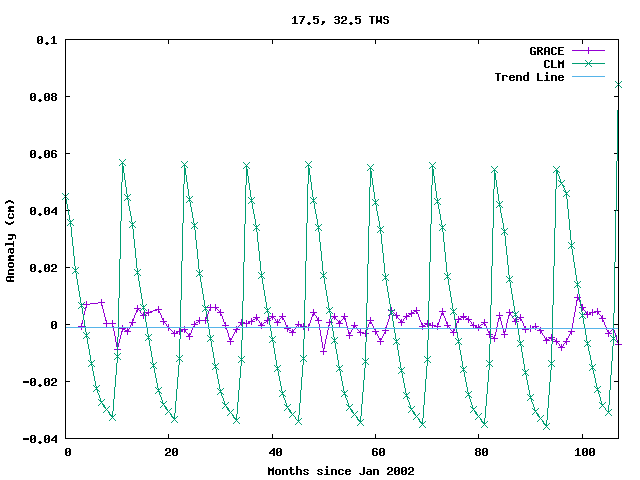 17.5, 32.5 TWS
0.1
GRACE
CLM
Trend Line
0.08
0.06
0.04
0.02
0
-0.02
-0.04
Anomaly (cm)
0 20 40 60 80 100
Months since Jan 2002